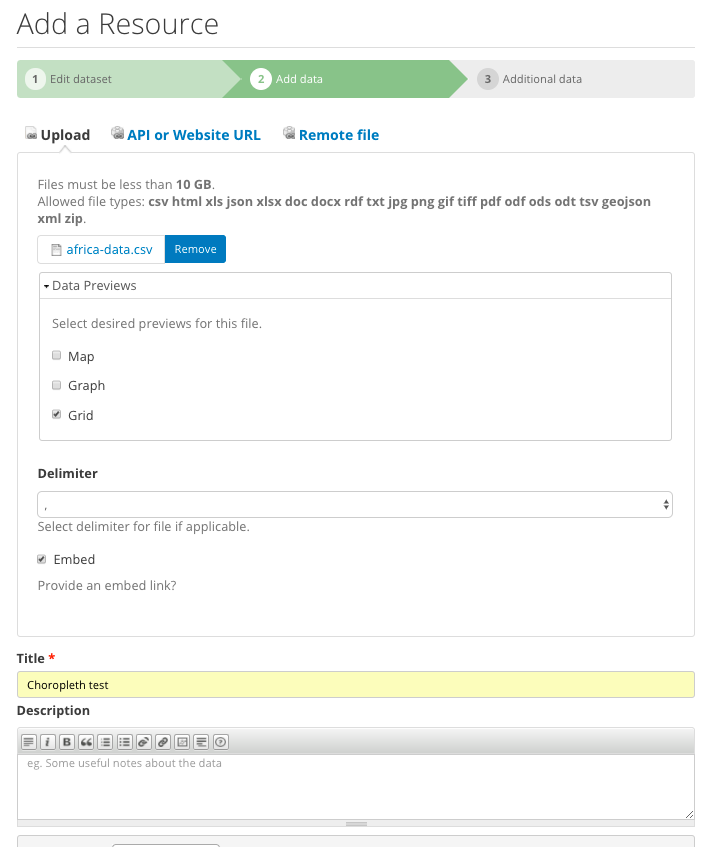 Add a Resource
1 Edit dataset 2 Add data 3 Additional data
Upload API or Website URL Remote file
Files must be less than 10 GB.
Allowed file types: csv html xls json xlsx doc docx rdf txt jpg png gif tiff pdf odf ods odt tsv geojson
xml zip.
africa-data.csv Remove
Data Previews
Select desired previews for this file.
Map
Graph
Grid
Delimiter
,
Select delimiter for file if applicable.
Embed
Provide an embed link?
Title *
Choropleth test
Description
eg. Some useful notes about the data